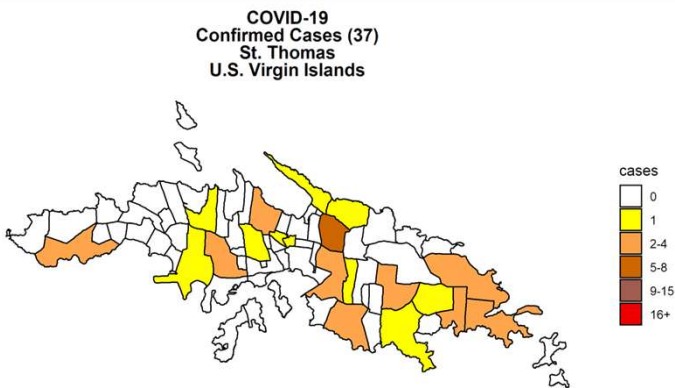 COVID-19
Confirmed Cases (37)
St. Thomas
U.S. Virgin Islands
cases
0
1
2-4
5-8
9-15
16+